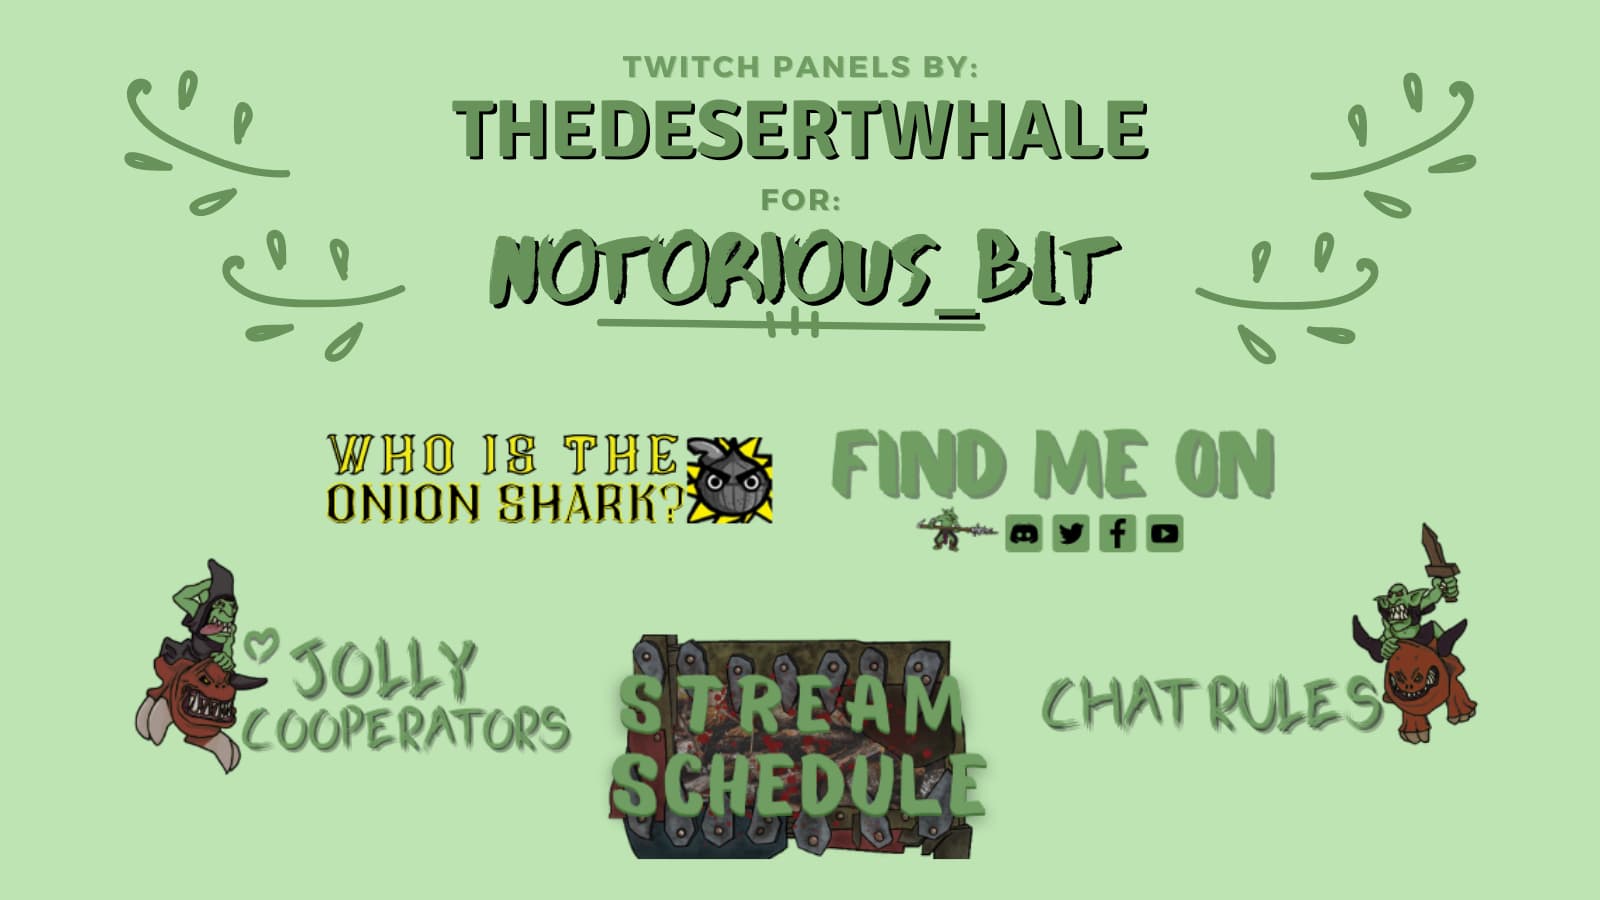 TWITCH PANELS BY:
THEDESERTWHALE
FOR:
NOTORIOUS_BLT
WHO IS THE
ONION SHARK?
FIND ME ON
JOLLY
COOPERATORS
STREAM
SCHEDULE
CHAT RULES